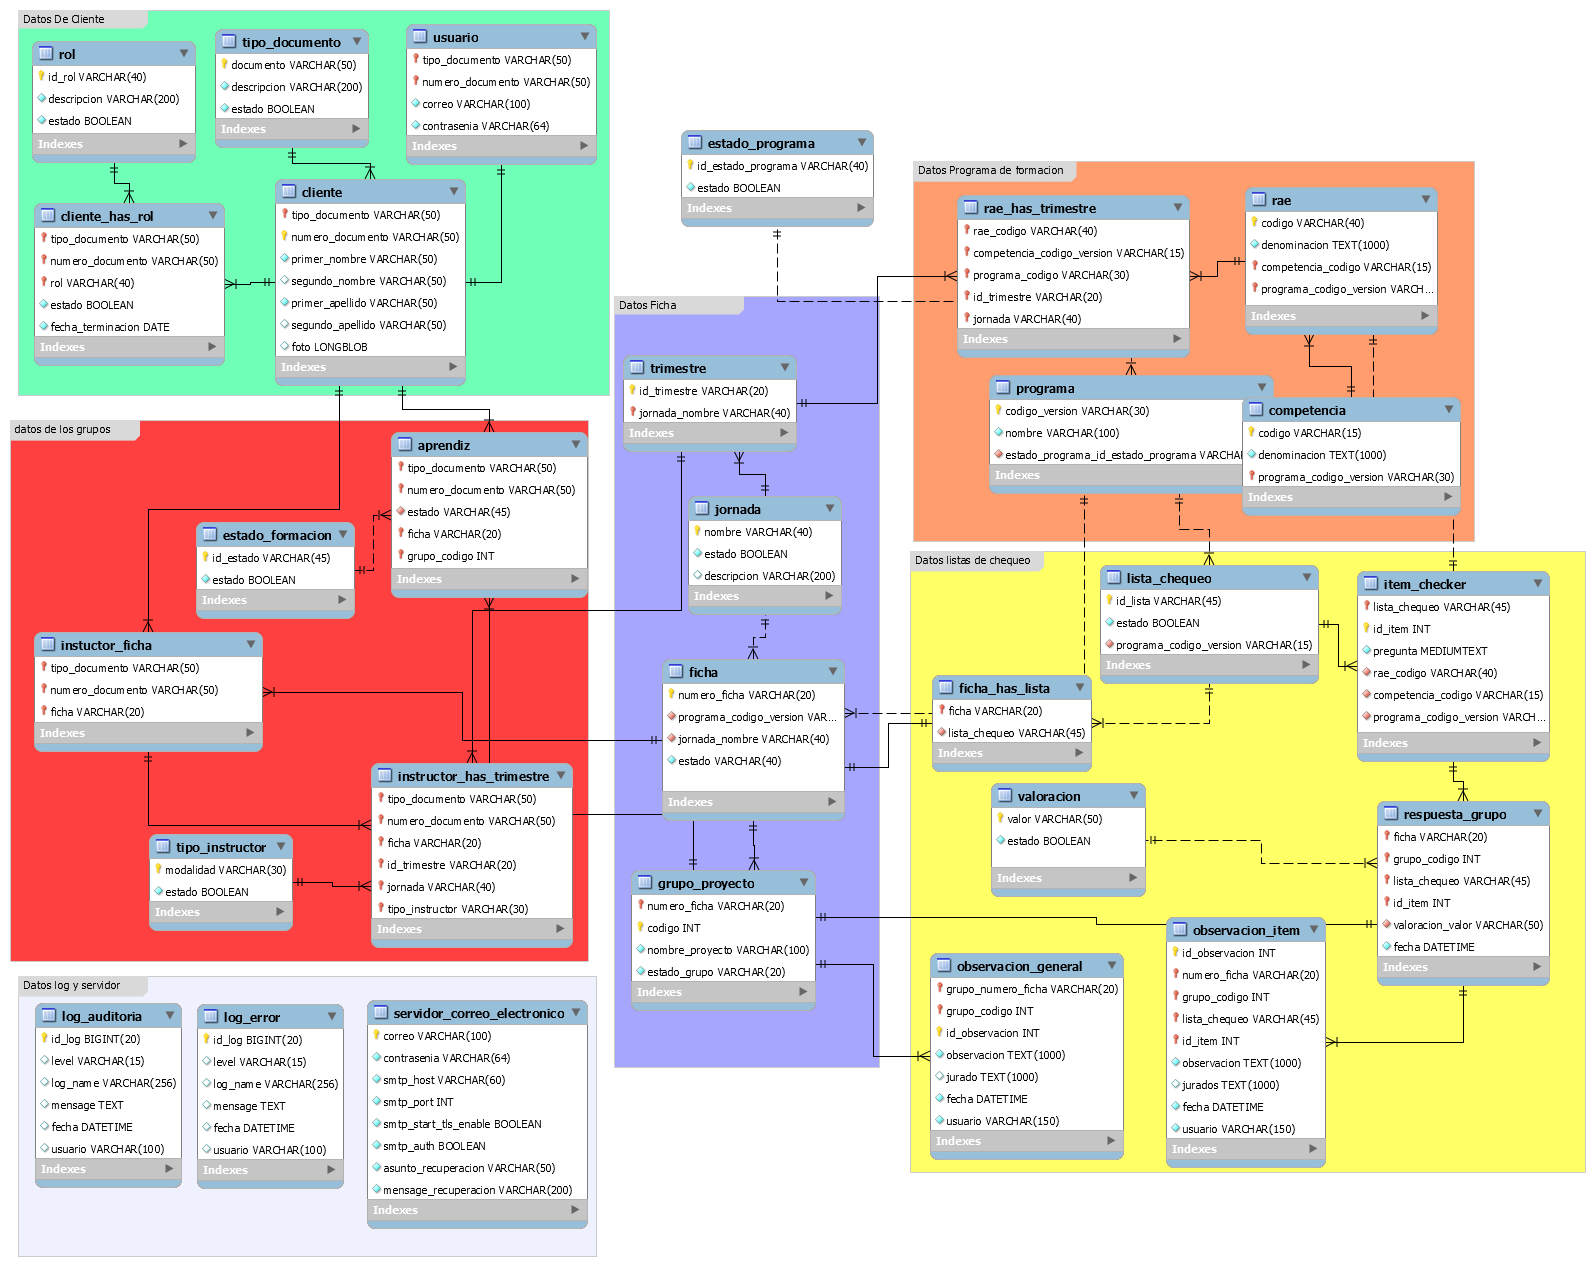 Datos De Cliente
rol
id_rol VARCHAR(40)
descripcion VARCHAR(200)
estado BOOLEAN
Indexes
tipo_documento
documento VARCHAR(50)
descripcion VARCHAR(200)
estado BOOLEAN
Indexes
usuario
tipo_documento VARCHAR(50)
numero_documento VARCHAR(50)
correo VARCHAR(100)
contrasenia VARCHAR(64)
Indexes
cliente_has_rol
tipo_documento VARCHAR(50)
numero_documento VARCHAR(50)
rol VARCHAR(40)
estado BOOLEAN
fecha_terminacion DATE
Indexes
cliente
tipo_documento VARCHAR(50)
numero_documento VARCHAR(50)
primer_nombre VARCHAR(50)
segundo_nombre VARCHAR(50)
primer_apellido VARCHAR(50)
segundo_apellido VARCHAR(50)
foto LONGBLOB
Indexes
estado_programa
id_estado_programa VARCHAR(40)
estado BOOLEAN
Indexes
Datos Programa de formacion
rae_has_trimestre
rae_codigo VARCHAR(40)
competencia_codigo_version VARCHAR(15)
programa_codigo VARCHAR(30)
id_trimestre VARCHAR(20)
jornada VARCHAR(40)
Indexes
rae
codigo VARCHAR(40)
denominacion TEXT(1000)
competencia_codigo VARCHAR(15)
programa_codigo_version VARCH...
Indexes
programa
codigo_version VARCHAR(30)
nombre VARCHAR(100)
estado_programa_id_estado_programa VARCHA
Indexes
competencia
codigo VARCHAR(15)
denominacion TEXT(1000)
programa_codigo_version VARCHAR(30)
Indexes
datos de los grupos
aprendiz
tipo_documento VARCHAR(50)
numero_documento VARCHAR(50)
estado VARCHAR(45)
ficha VARCHAR(20)
grupo_codigo INT
Indexes
estado_formacion
id_estado VARCHAR(45)
estado BOOLEAN
Indexes
instuctor_ficha
tipo_documento VARCHAR(50)
numero_documento VARCHAR(50)
ficha VARCHAR(20)
Indexes
instructor_has_trimestre
tipo_documento VARCHAR(50)
numero_documento VARCHAR(50)
ficha VARCHAR(20)
id_trimestre VARCHAR(20)
jornada VARCHAR(40)
tipo_instructor VARCHAR(30)
Indexes
tipo_instructor
modalidad VARCHAR(30)
estado BOOLEAN
Indexes
Datos Ficha
trimestre
id_trimestre VARCHAR(20)
jornada_nombre VARCHAR(40)
Indexes
jornada
nombre VARCHAR(40)
estado BOOLEAN
descripcion VARCHAR(200)
Indexes
ficha
numero_ficha VARCHAR(20)
programa_codigo_version VAR...
jornada_nombre VARCHAR(40)
estado VARCHAR(40)
Indexes
grupo_proyecto
numero_ficha VARCHAR(20)
codigo INT
nombre_proyecto VARCHAR(100)
estado_grupo VARCHAR(20)
Indexes
Datos listas de chequeo
lista_chequeo
id_lista VARCHAR(45)
estado BOOLEAN
programa_codigo_version VARCHAR(15)
Indexes
item_checker
lista_chequeo VARCHAR(45)
id_item INT
pregunta MEDIUMTEXT
rae_codigo VARCHAR(40)
competencia_codigo VARCHAR(15)
programa_codigo_version VARCH...
Indexes
ficha_has_lista
ficha VARCHAR(20)
lista_chequeo VARCHAR(45)
Indexes
valoracion
valor VARCHAR(50)
estado BOOLEAN
Indexes
respuesta_grupo
ficha VARCHAR(20)
grupo_codigo INT
lista_chequeo VARCHAR(45)
id_item INT
valoracion_valor VARCHAR(50)
fecha DATETIME
Indexes
observacion_general
grupo_numero_ficha VARCHAR(20)
grupo_codigo INT
id_observacion INT
observacion TEXT(1000)
jurado TEXT(1000)
fecha DATETIME
usuario VARCHAR(150)
Indexes
observacion_item
id_observacion INT
numero_ficha VARCHAR(20)
grupo_codigo INT
lista_chequeo VARCHAR(45)
id_item INT
observacion TEXT(1000)
jurados TEXT(1000)
fecha DATETIME
usuario VARCHAR(150)
Indexes
Datos log y servidor
log_auditoria
id_log BIGINT(20)
level VARCHAR(15)
log_name VARCHAR(256)
mensage TEXT
fecha DATETIME
usuario VARCHAR(100)
Indexes
log_error
id_log BIGINT(20)
level VARCHAR(15)
log_name VARCHAR(256)
mensage TEXT
fecha DATETIME
usuario VARCHAR(100)
Indexes
servidor_correo_electronico
correo VARCHAR(100)
contrasenia VARCHAR(64)
smtp_host VARCHAR(60)
smtp_port INT
smtp_start_tls_enable BOOLEAN
smtp_auth BOOLEAN
asunto_recuperacion VARCHAR(50)
mensage_recuperacion VARCHAR(200)
Indexes